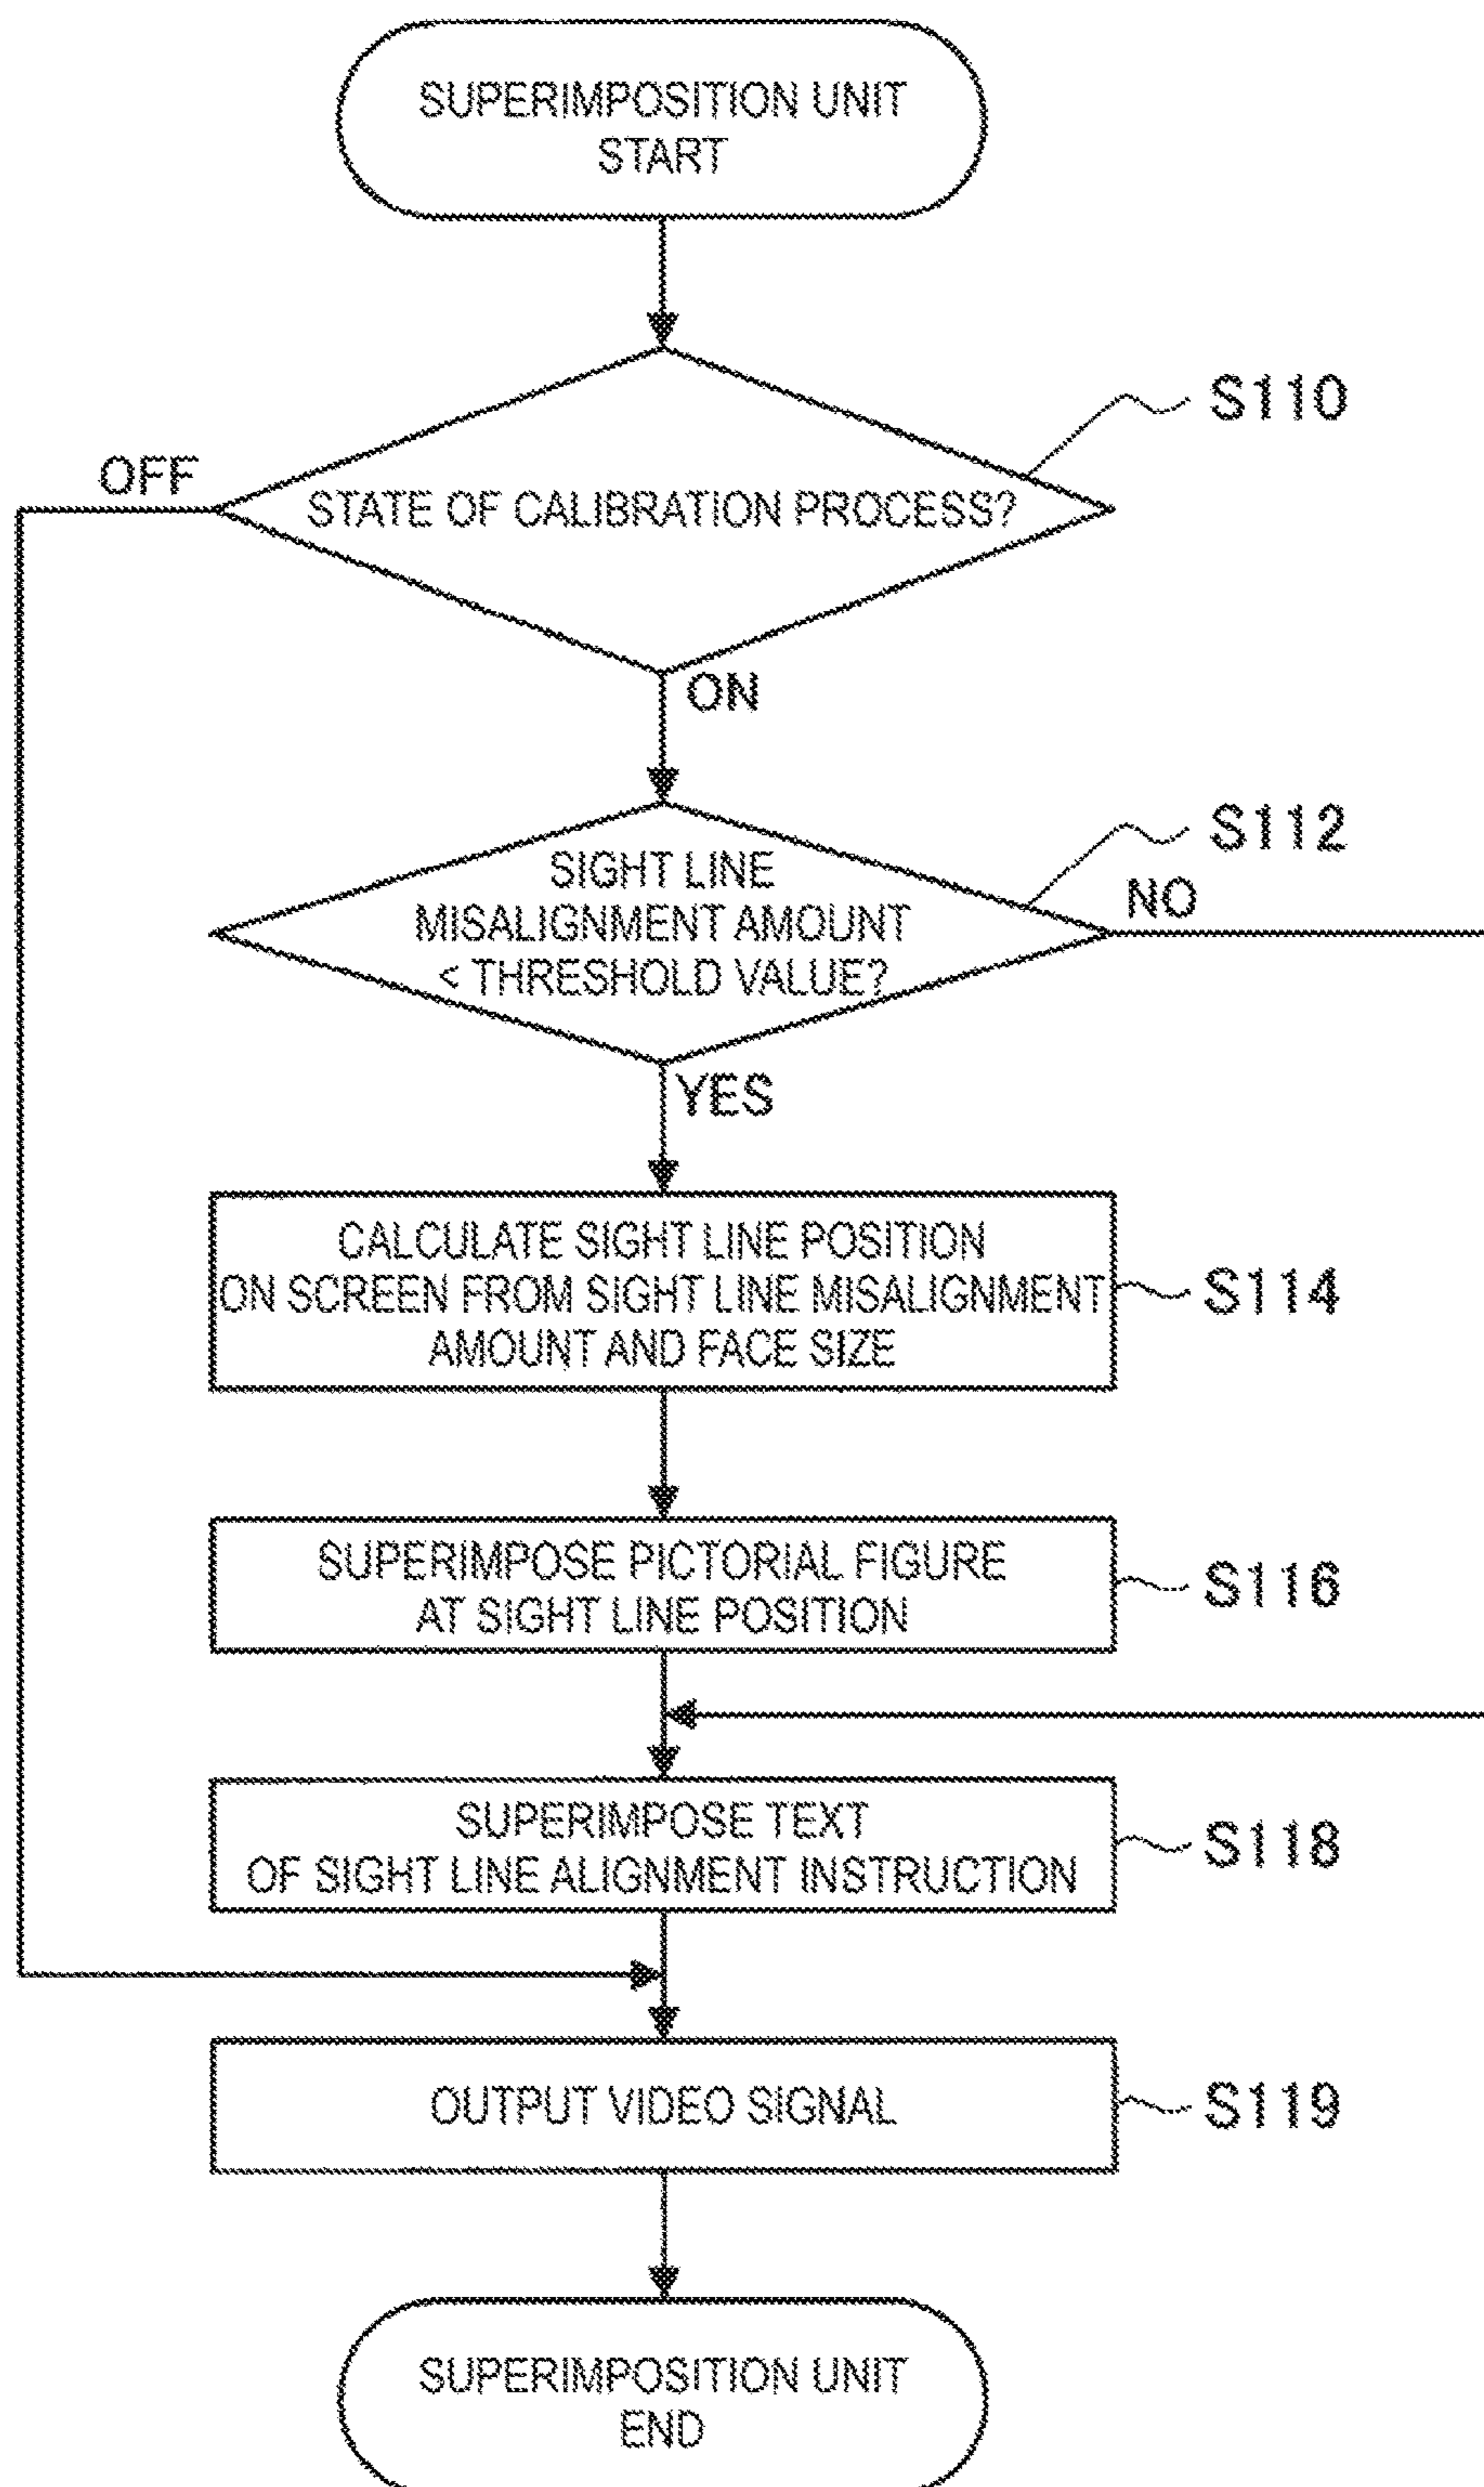 SUPERIMPOSITION UNIT
START
S110
OFF
STATE OF CALIBRATION PROCESS?
ON
S112
SIGHT LINE
NO
MISALIGNMENT AMOUNT
< THRESHOLD VALUE?
YES
CALCULATE SIGHT LINE POSITION
ON SCREEN FROM SIGHT LINE MISALIGNMENT
S114
AMOUNT AND FACE SIZE
SUPERIMPOSE PICTORIAL FIGURE
S116
AT SIGHT LINE POSITION
SUPERIMPOSE TEXT
S118
OF SIGHT LINE ALIGNMENT INSTRUCTION
OUTPUT VIDEO SIGNAL
S119
SUPERIMPOSITION UNIT
END